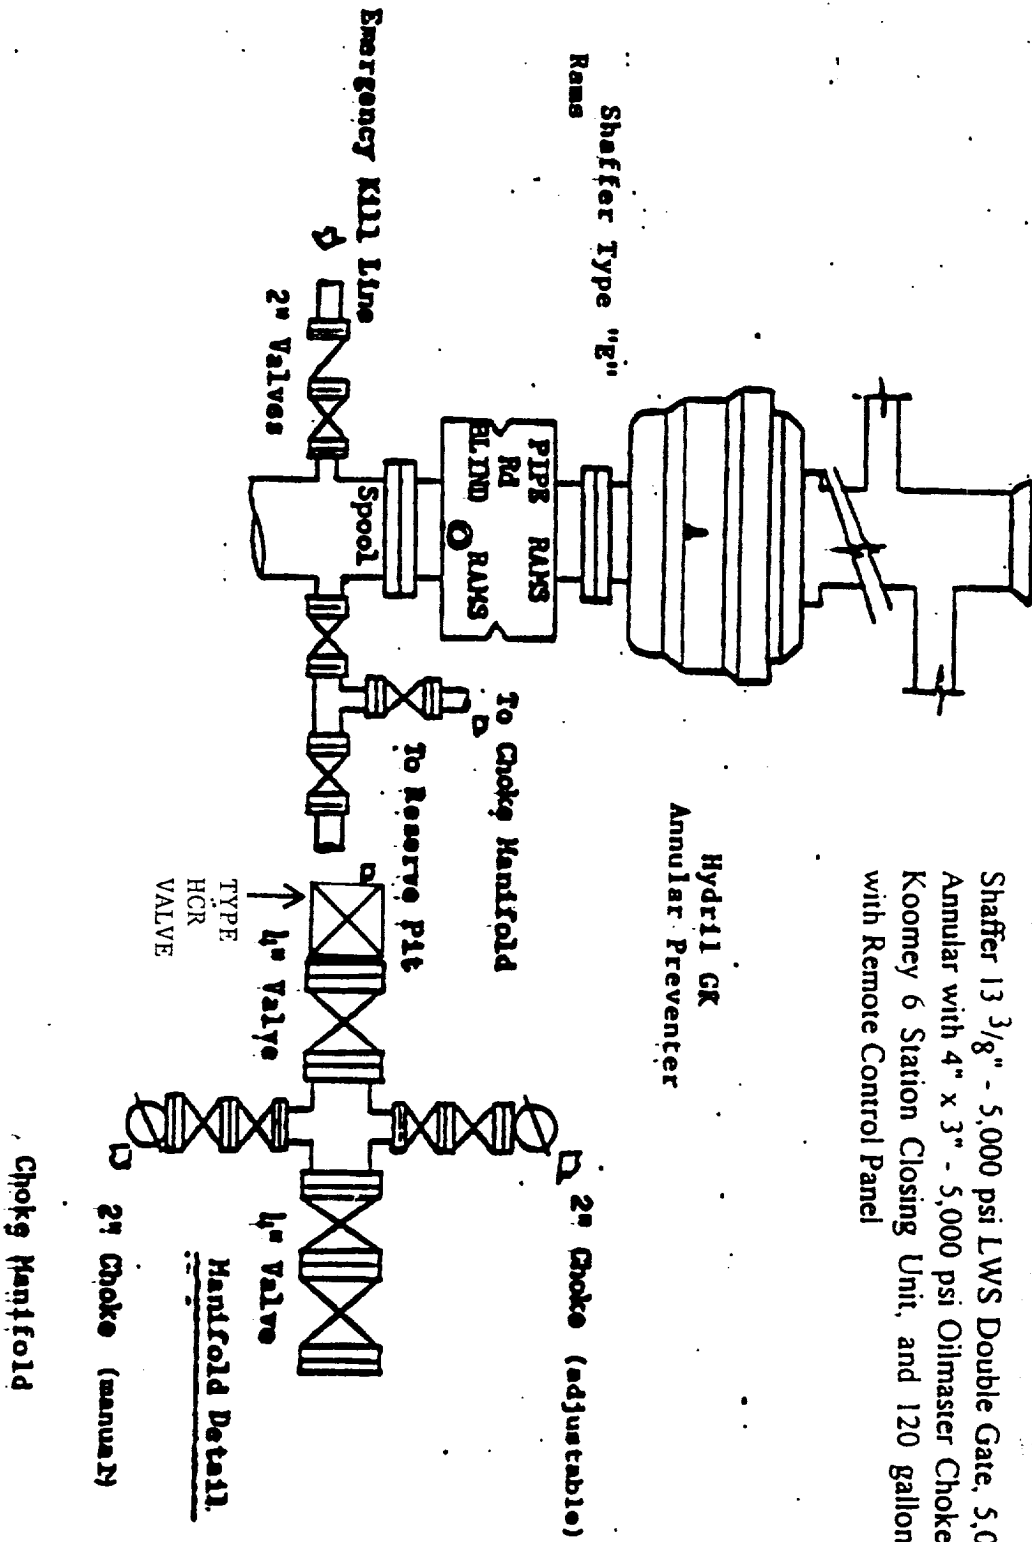 Shaffer 13 3/8" - 5,000 psi LWS Double Gate, 5,0
Annular with 4" x 3" - 5,000 psi Oilmaster Choke
Koomey 6 Station Closing Unit, and 120 gallon
with Remote Control Panel
Hydril GK
Annular Preventer
Shaffer Type "E"
Rams
PIPE RAMS
Rd
BLIND RAMS
Spool
Emergency Kill Line
2" Valves
To Choke Manifold
To Reserve Pit
TYPE
HCR
VALVE
4" Valve
2" Choke (adjustable)
4" Valve
Manifold Detail
2" Choke (manual)
Choke Manifold